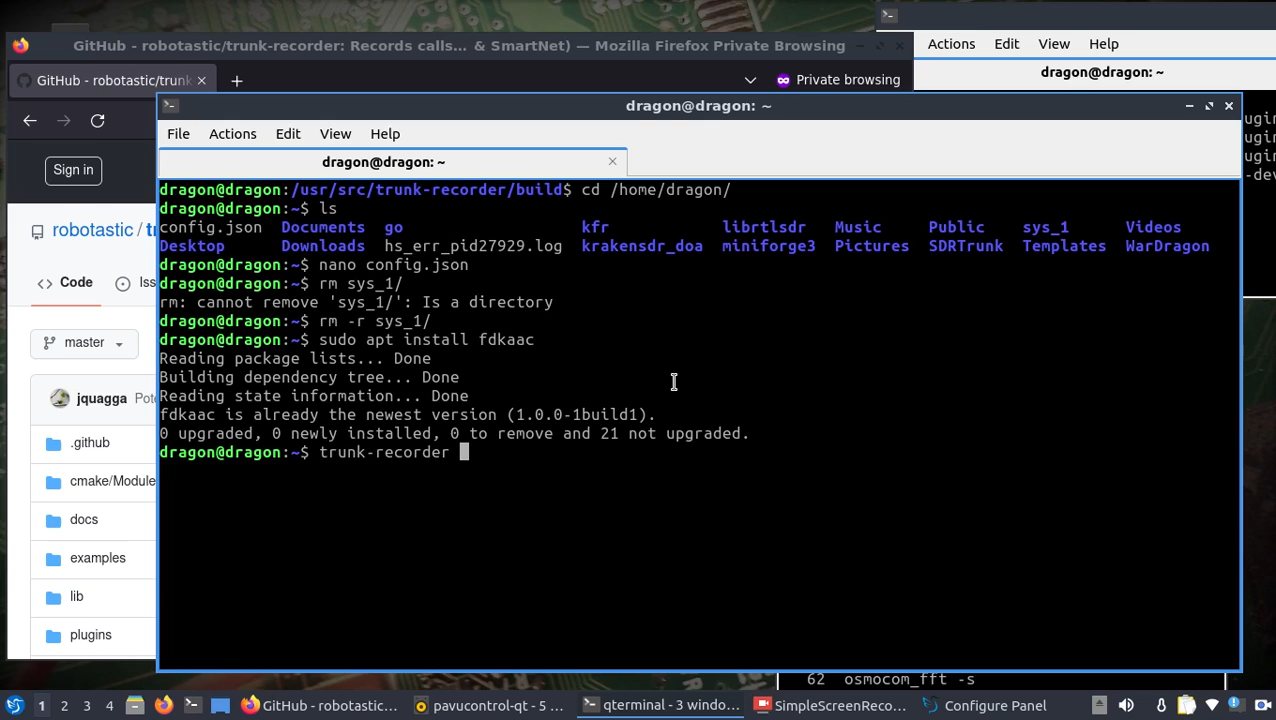 Actions Edit View Help
GitHub - robotastic/trunk-recorder: Records calls... & SmartNet) — Mozilla Firefox Private Browsing
dragon@dragon: ~
GitHub - robotastic/trunk
Private browsing
dragon@dragon: ~
File Actions Edit View Help
dragon@dragon: ~
Sign in
robotastic /
Code
Iss
master
jquagga Pot
.github
cmake/Module
docs
examples
lib
plugins
dragon@dragon:/usr/src/trunk-recorder/build$ cd /home/dragon/
dragon@dragon:~$ ls
config.json Documents go kfr librtlsdr Music Public sys_1 Videos
Desktop Downloads hs_err_pid27929.log krakensdr_doa miniforge3 Pictures SDRTrunk Templates WarDragon
dragon@dragon:~$ nano config.json
dragon@dragon:~$ rm sys_1/
rm: cannot remove 'sys_1/': Is a directory
dragon@dragon:~$ rm -r sys_1/
dragon@dragon:~$ sudo apt install fdkaac
Reading package lists... Done
Building dependency tree... Done
Reading state information... Done
fdkaac is already the newest version (1.0.0-1build1).
0 upgraded, 0 newly installed, 0 to remove and 21 not upgraded.
dragon@dragon:~$ trunk-recorder
ugin
ugin
ugin
-dev
62 osmocom_fft -s
1 2 3 4 GitHub - robotastic... pavucontrol-qt - 5 ... qterminal - 3 windo... SimpleScreenReco... Configure Panel